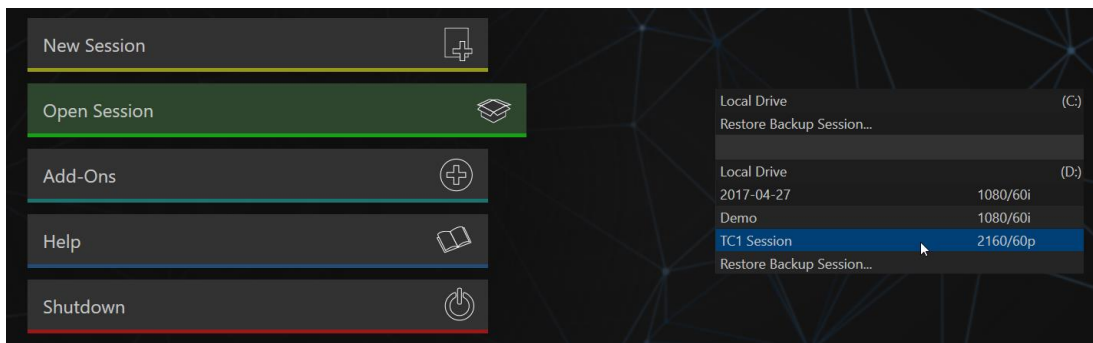 New Session
Open Session
Add-Ons
Help
Shutdown
Local Drive (C:)
Restore Backup Session...
Local Drive (D:)
2017-04-27 1080/60i
Demo 1080/60i
TC1 Session 2160/60p
Restore Backup Session...